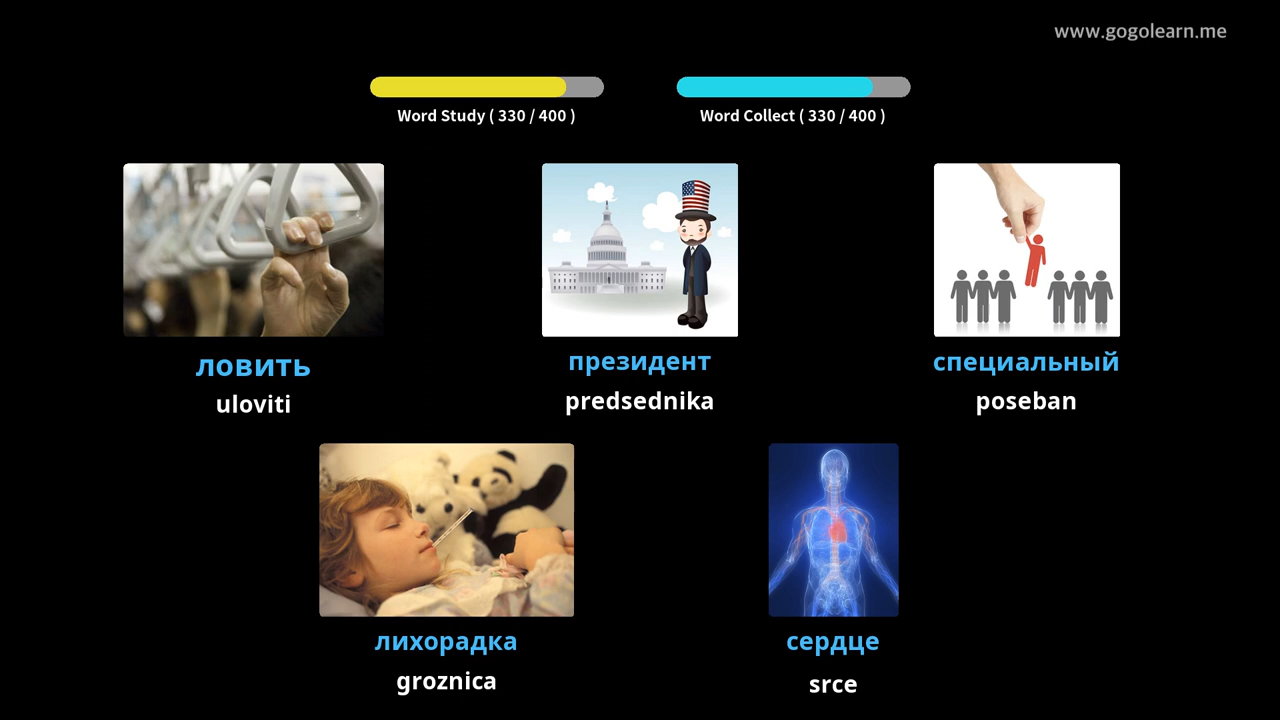 www.gogolearn.me
Word Study ( 330 / 400 )
Word Collect ( 330 / 400 )
ловить
президент
специальный
uloviti
predsednika
poseban
лихорадка
сердце
groznica
srce